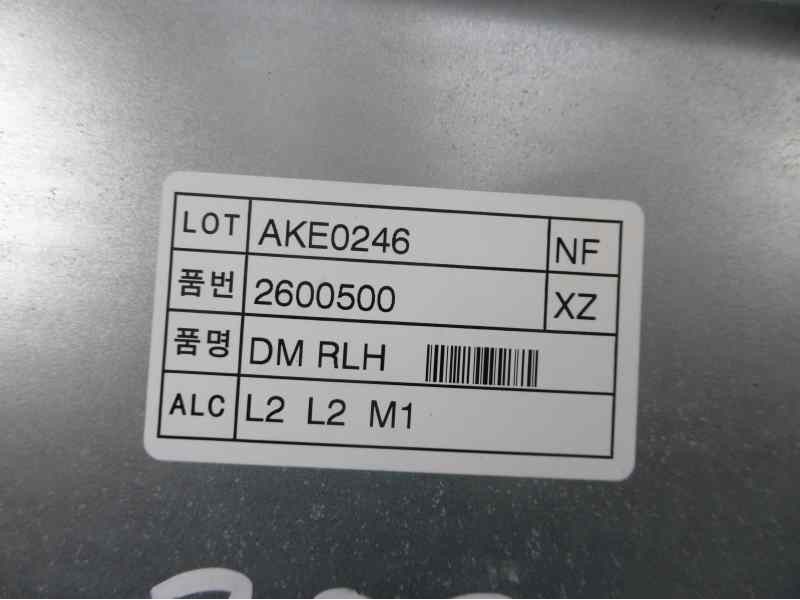 LOT AKE0246 NF
품번 2600500 XZ
품명 DM RLH
ALC L2 L2 M1